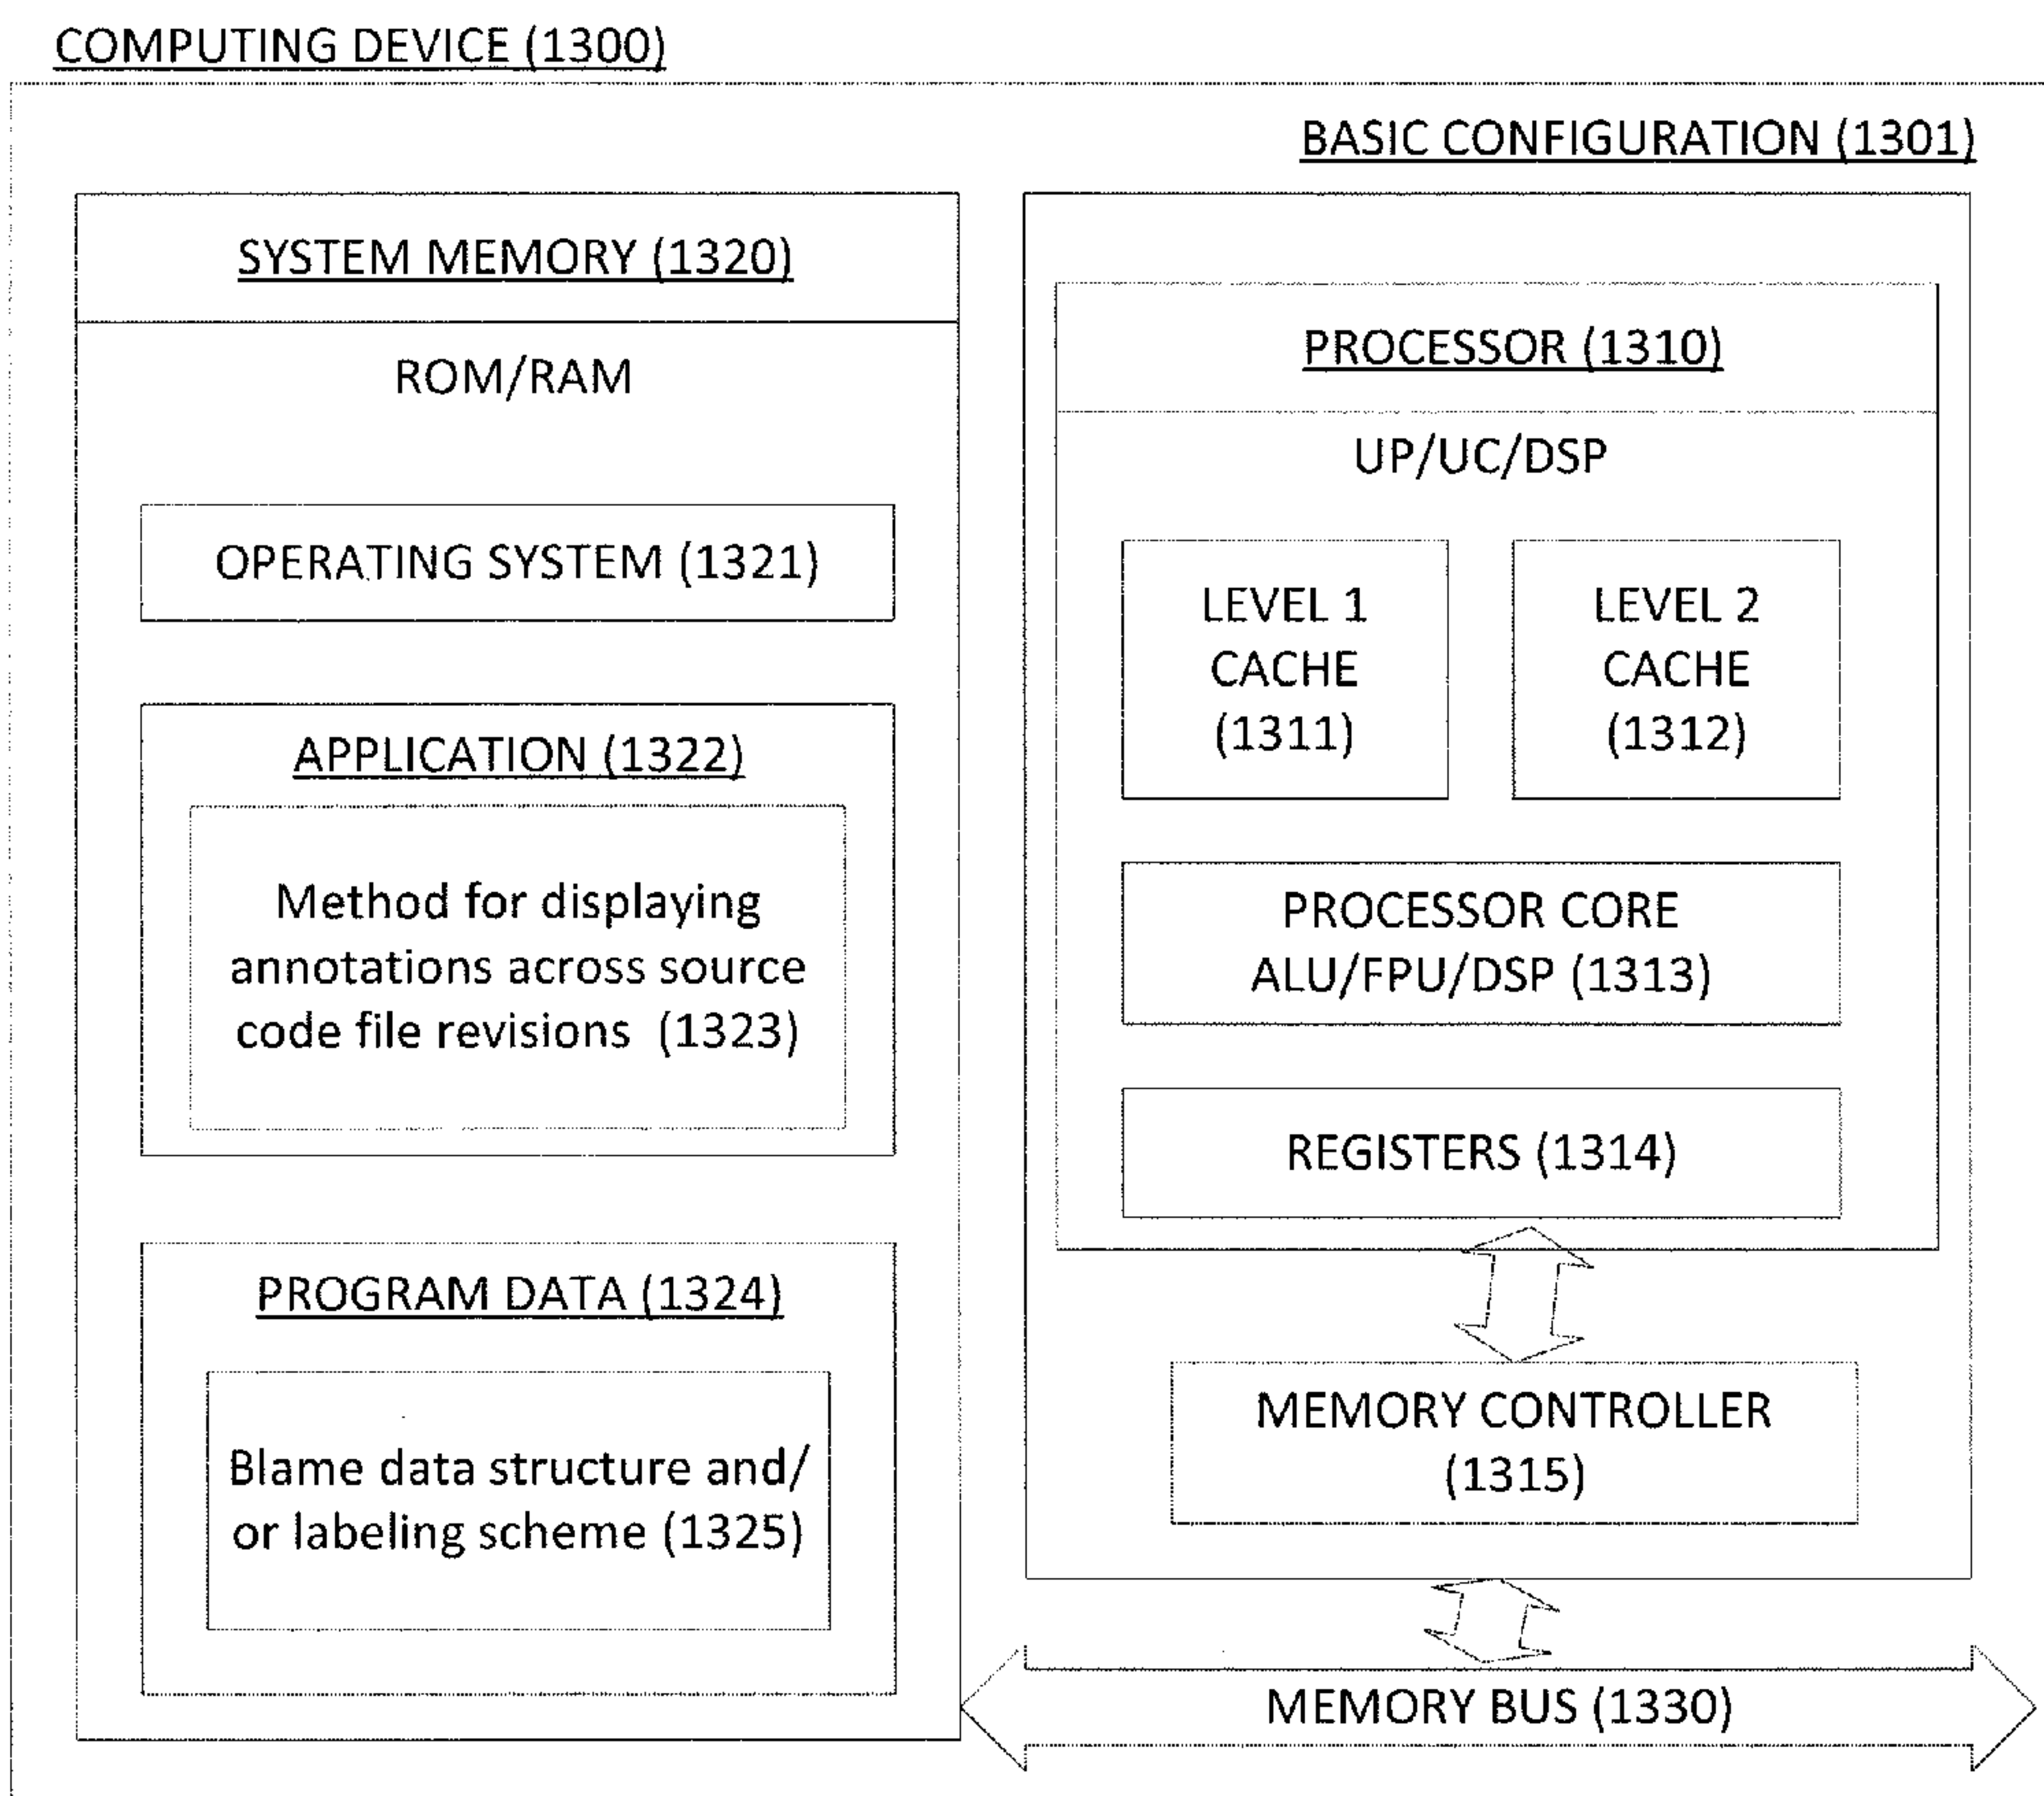 COMPUTING DEVICE (1300)
BASIC CONFIGURATION (1301)
SYSTEM MEMORY (1320)
ROM/RAM
OPERATING SYSTEM (1321)
APPLICATION (1322)
Method for displaying
annotations across source
code file revisions (1323)
PROGRAM DATA (1324)
Blame data structure and/
or labeling scheme (1325)
PROCESSOR (1310)
UP/UC/DSP
LEVEL 1
CACHE
(1311)
LEVEL 2
CACHE
(1312)
PROCESSOR CORE
ALU/FPU/DSP (1313)
REGISTERS (1314)
MEMORY CONTROLLER
(1315)
MEMORY BUS (1330)